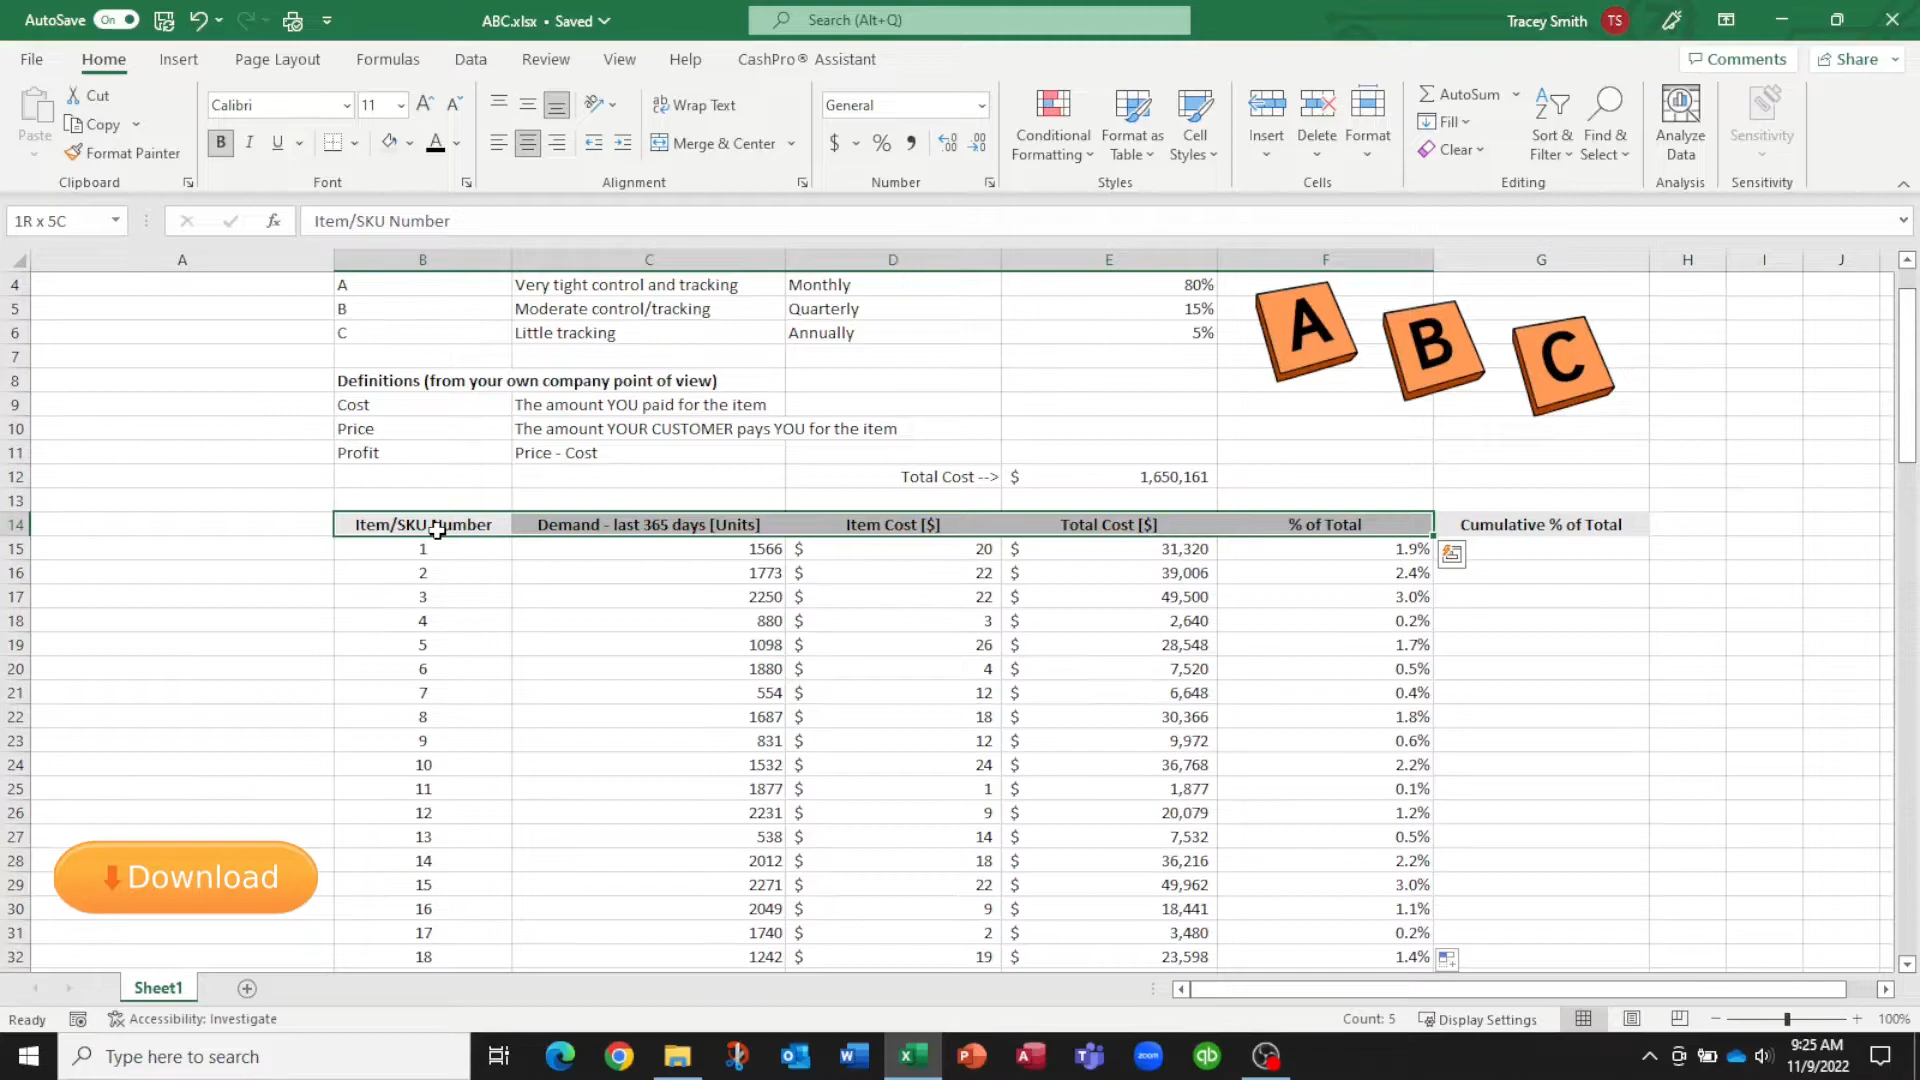 AutoSave On ABC.xlsx • Saved Search (Alt+Q) Tracey Smith TS
File Home Insert Page Layout Formulas Data Review View Help CashPro® Assistant Comments Share
Paste Cut Copy Format Painter Clipboard
Calibri 11 B I U A Font
Wrap Text Merge & Center Alignment
General $ % Number
Conditional Formatting Format as Table Cell Styles Styles
Insert Delete Format Cells
AutoSum Fill Clear Sort & Filter Find & Select Editing
Analyze Data Analysis Sensitivity Sensitivity
1R x 5C fx Item/SKU Number
A B C D E F G H I J
4 A Very tight control and tracking Monthly 80%
5 B Moderate control/tracking Quarterly 15%
6 C Little tracking Annually 5%
A B C
7
8 Definitions (from your own company point of view)
9 Cost The amount YOU paid for the item
10 Price The amount YOUR CUSTOMER pays YOU for the item
11 Profit Price - Cost
12 Total Cost --> $ 1,650,161
13
14 Item/SKU Number Demand - last 365 days [Units] Item Cost [$] Total Cost [$] % of Total Cumulative % of Total
15 1 1566 $ 20 $ 31,320 1.9%
16 2 1773 $ 22 $ 39,006 2.4%
17 3 2250 $ 22 $ 49,500 3.0%
18 4 880 $ 3 $ 2,640 0.2%
19 5 1098 $ 26 $ 28,548 1.7%
20 6 1880 $ 4 $ 7,520 0.5%
21 7 554 $ 12 $ 6,648 0.4%
22 8 1687 $ 18 $ 30,366 1.8%
23 9 831 $ 12 $ 9,972 0.6%
24 10 1532 $ 24 $ 36,768 2.2%
25 11 1877 $ 1 $ 1,877 0.1%
26 12 2231 $ 9 $ 20,079 1.2%
27 13 538 $ 14 $ 7,532 0.5%
28 14 2012 $ 18 $ 36,216 2.2%
29 15 2271 $ 22 $ 49,962 3.0%
30 16 2049 $ 9 $ 18,441 1.1%
31 17 1740 $ 2 $ 3,480 0.2%
32 18 1242 $ 19 $ 23,598 1.4%
Download
Sheet1
Ready Accessibility: Investigate Count: 5 Display Settings 100%
Type here to search zoom qb 9:25 AM
11/9/2022